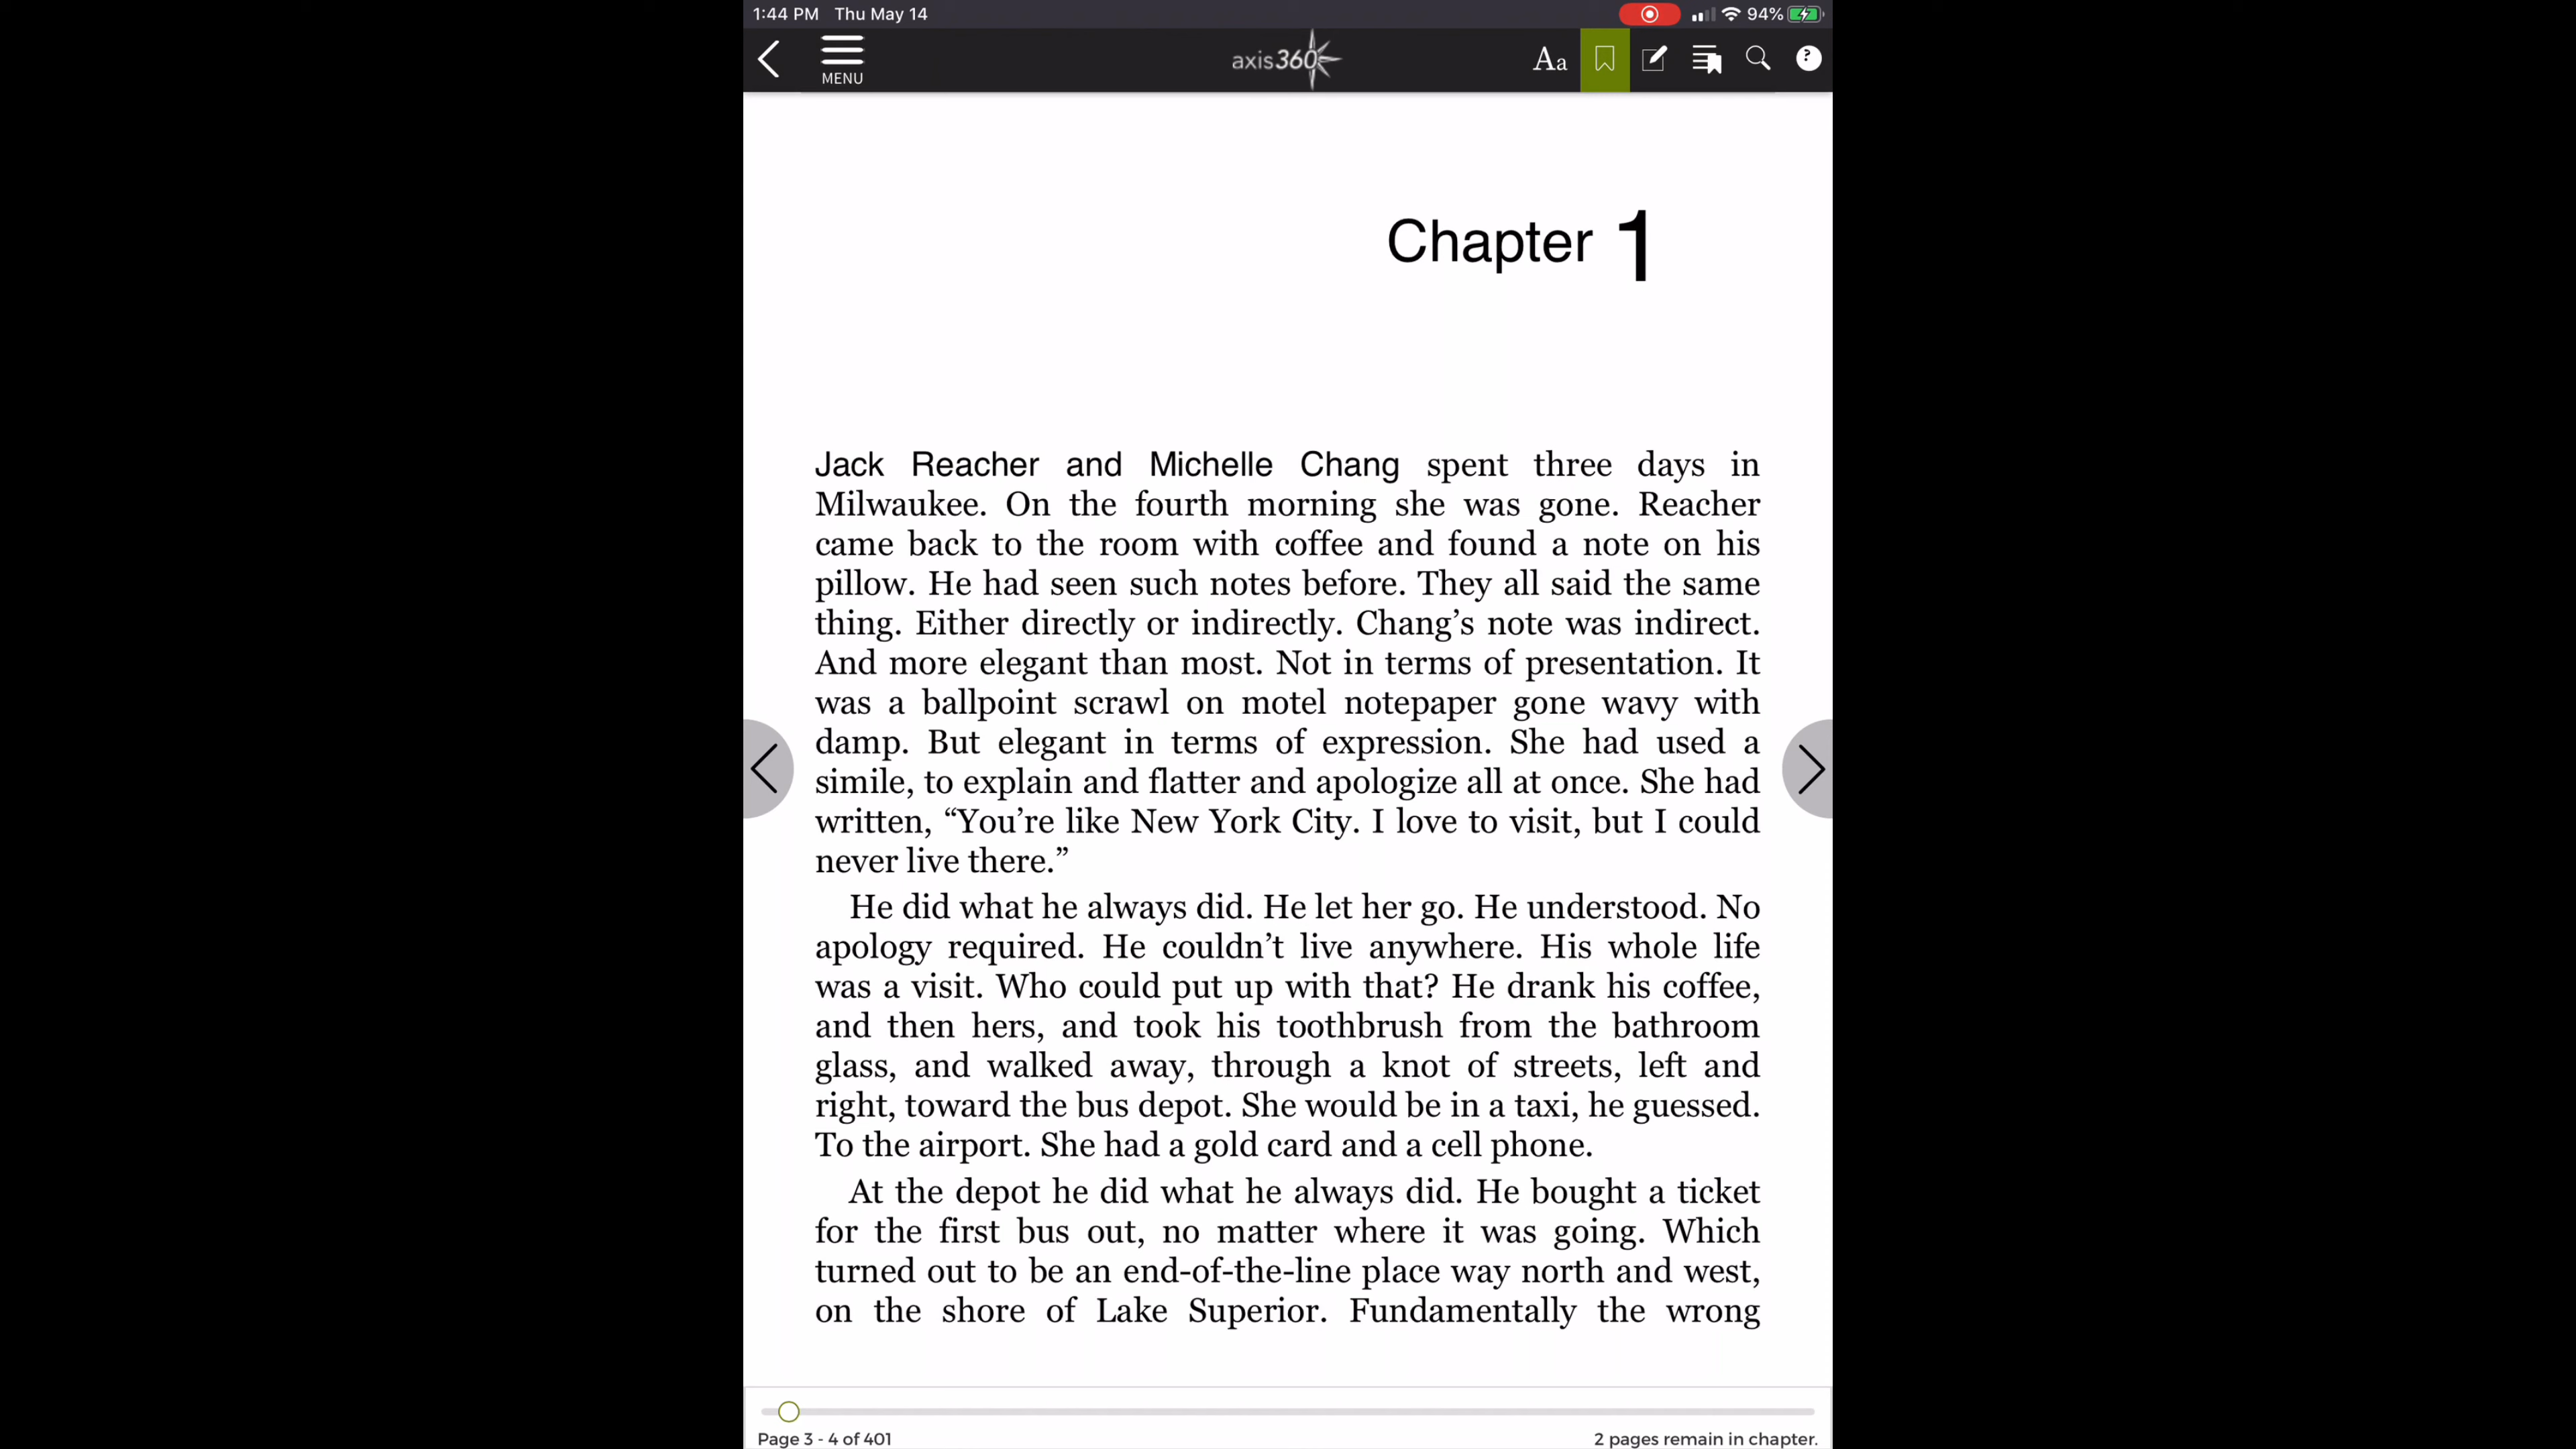 1:44 PM Thu May 14
94%
MENU
axis360
Aa
?
Chapter 1
Jack Reacher and Michelle Chang spent three days in
Milwaukee. On the fourth morning she was gone. Reacher
came back to the room with coffee and found a note on his
pillow. He had seen such notes before. They all said the same
thing. Either directly or indirectly. Chang’s note was indirect.
And more elegant than most. Not in terms of presentation. It
was a ballpoint scrawl on motel notepaper gone wavy with
damp. But elegant in terms of expression. She had used a
simile, to explain and flatter and apologize all at once. She had
written, “You’re like New York City. I love to visit, but I could
never live there.”
He did what he always did. He let her go. He understood. No
apology required. He couldn’t live anywhere. His whole life
was a visit. Who could put up with that? He drank his coffee,
and then hers, and took his toothbrush from the bathroom
glass, and walked away, through a knot of streets, left and
right, toward the bus depot. She would be in a taxi, he guessed.
To the airport. She had a gold card and a cell phone.
At the depot he did what he always did. He bought a ticket
for the first bus out, no matter where it was going. Which
turned out to be an end-of-the-line place way north and west,
on the shore of Lake Superior. Fundamentally the wrong
Page 3 - 4 of 401
2 pages remain in chapter.